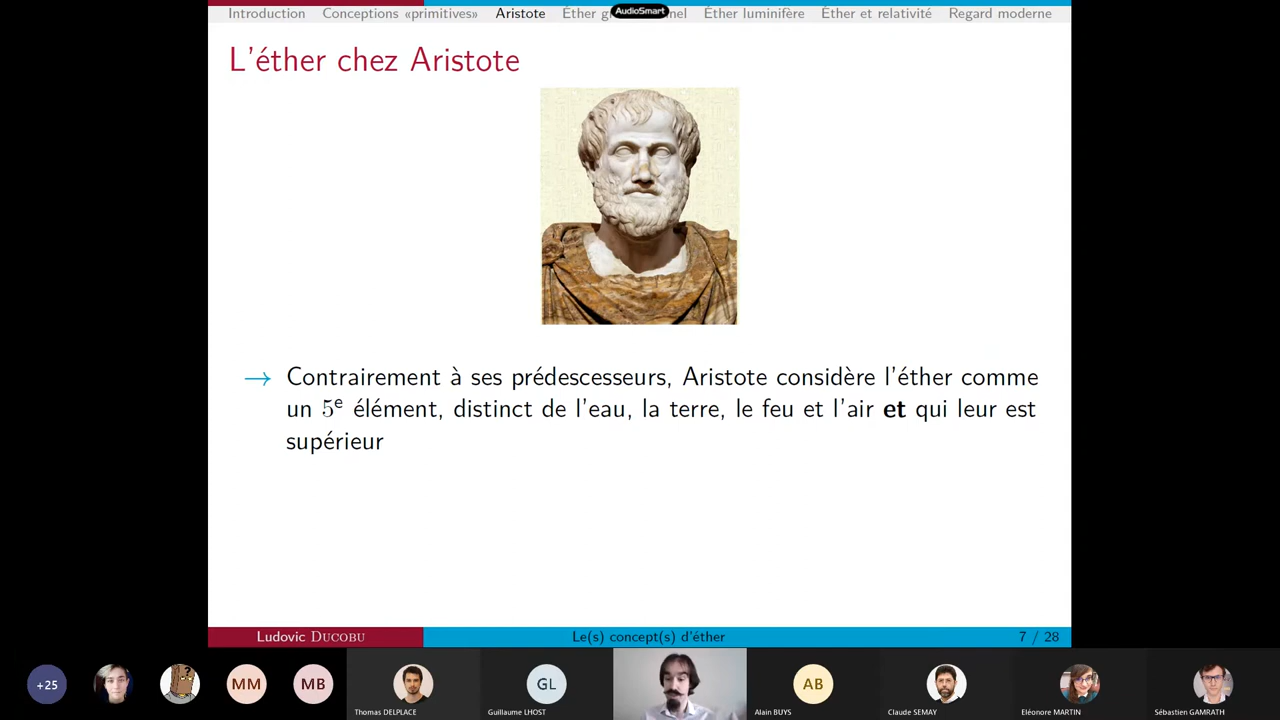 Introduction Conceptions «primitives» Aristote Éther g nel Éther luminifère Éther et relativité Regard moderne
AudioSmart
L'éther chez Aristote
→ Contrairement à ses prédescesseurs, Aristote considère l'éther comme
un 5e élément, distinct de l'eau, la terre, le feu et l'air et qui leur est
supérieur
Ludovic DUCOBU Le(s) concept(s) d'éther 7 / 28
+25 MM MB GL AB
?
Thomas DELPLACE Guillaume LHOST Alain BUYS Claude SEMAY Eléonore MARTIN Sébastien GAMRATH